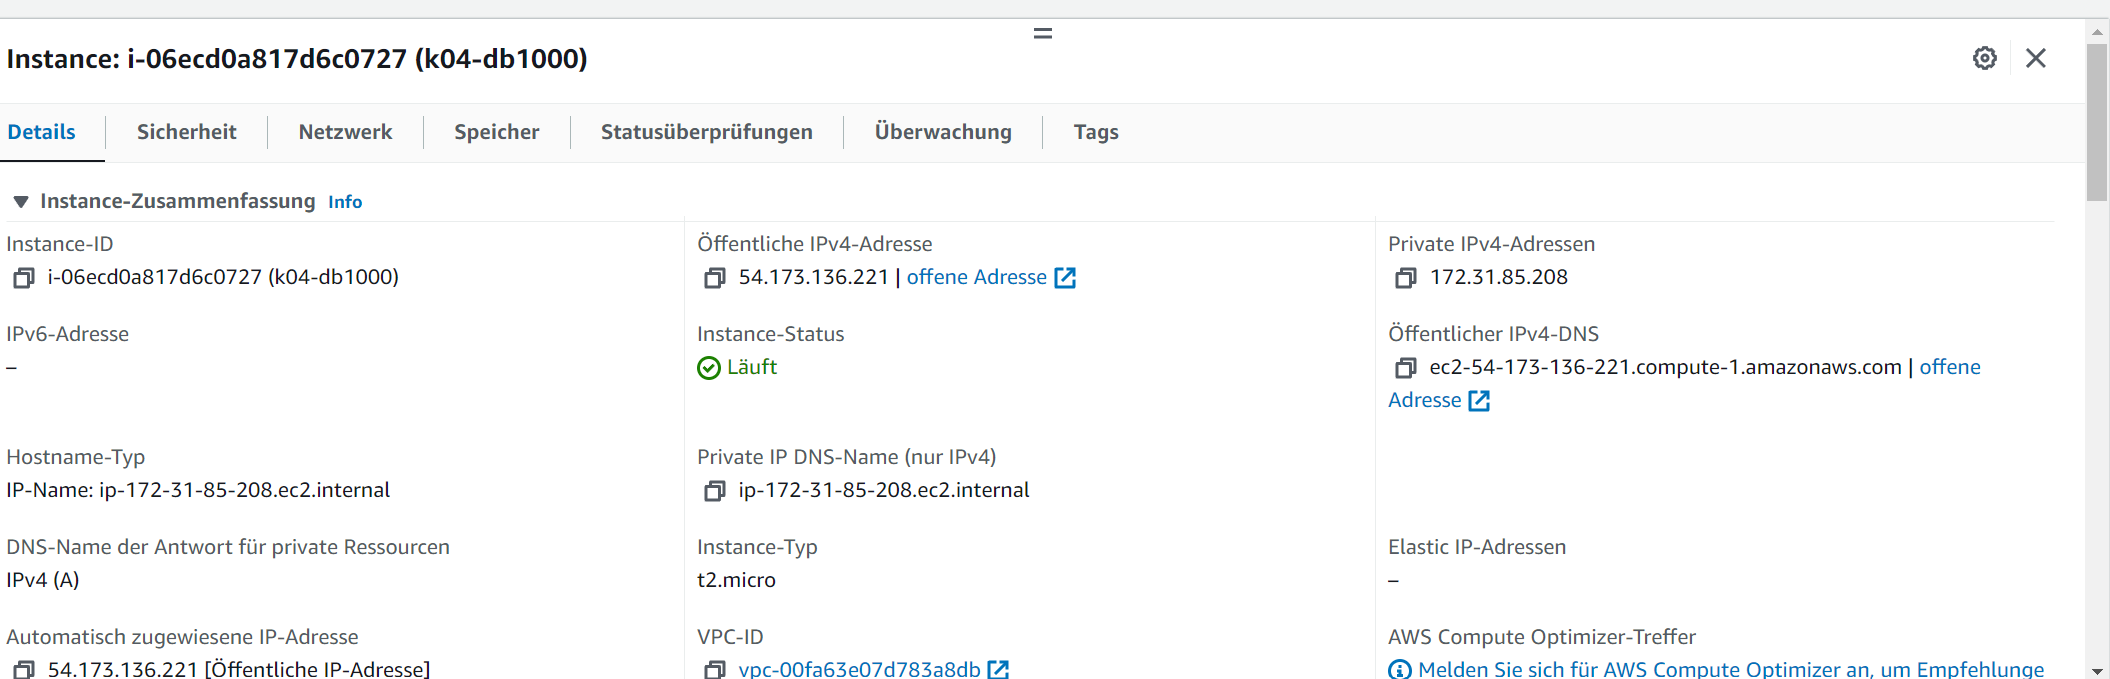 Instance: i-06ecd0a817d6c0727 (k04-db1000)
Details Sicherheit Netzwerk Speicher Statusüberprüfungen Überwachung Tags
Instance-Zusammenfassung Info
Instance-ID
i-06ecd0a817d6c0727 (k04-db1000)
Öffentliche IPv4-Adresse
54.173.136.221 | offene Adresse
Private IPv4-Adressen
172.31.85.208
IPv6-Adresse
–
Instance-Status
Läuft
Öffentlicher IPv4-DNS
ec2-54-173-136-221.compute-1.amazonaws.com | offene
Adresse
Hostname-Typ
IP-Name: ip-172-31-85-208.ec2.internal
Private IP DNS-Name (nur IPv4)
ip-172-31-85-208.ec2.internal
DNS-Name der Antwort für private Ressourcen
IPv4 (A)
Instance-Typ
t2.micro
Elastic IP-Adressen
–
Automatisch zugewiesene IP-Adresse
54.173.136.221 [Öffentliche IP-Adresse]
VPC-ID
vpc-00fa63e07d783a8db
AWS Compute Optimizer-Treffer
Melden Sie sich für AWS Compute Optimizer an, um Empfehlunge